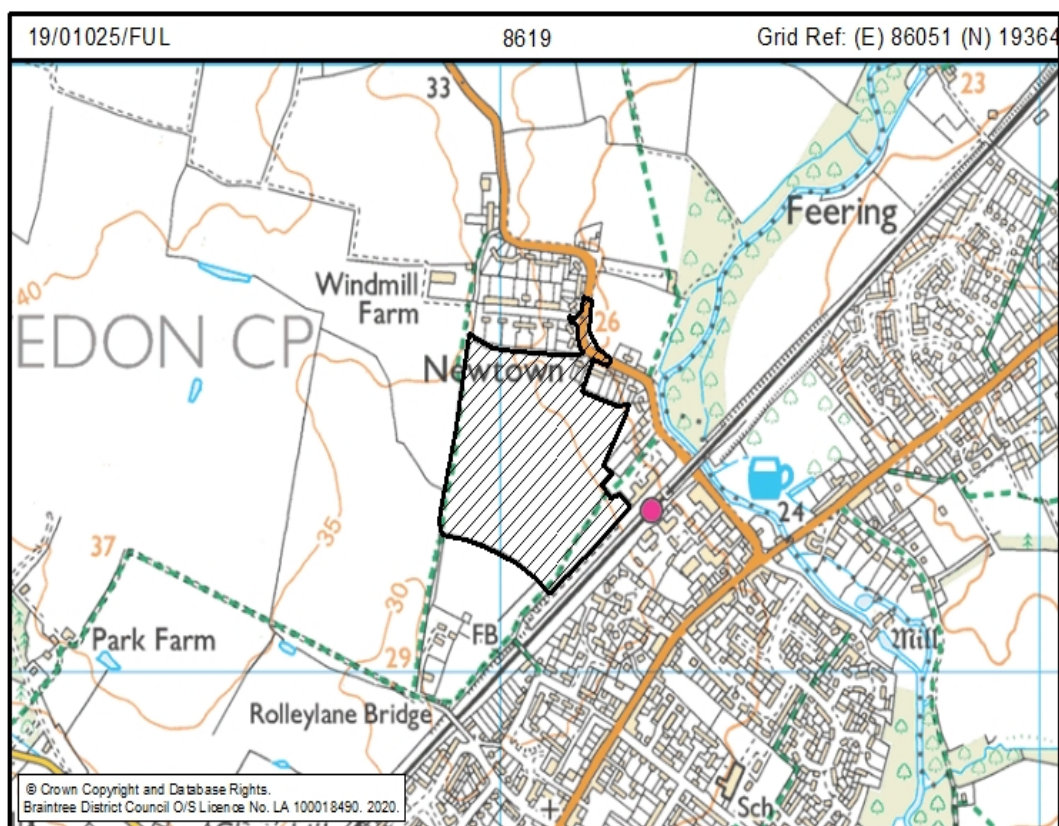 19/01025/FUL 8619 Grid Ref: (E) 86051 (N) 19364
33
23
Feering
Windmill
Farm
40
26
EDON CP
Newtown
24
35
37
30
Park Farm
FB
Mill
29
Rolleylane Bridge
Sch
© Crown Copyright and Database Rights.
Braintree District Council O/S Licence No. LA 100018490. 2020.